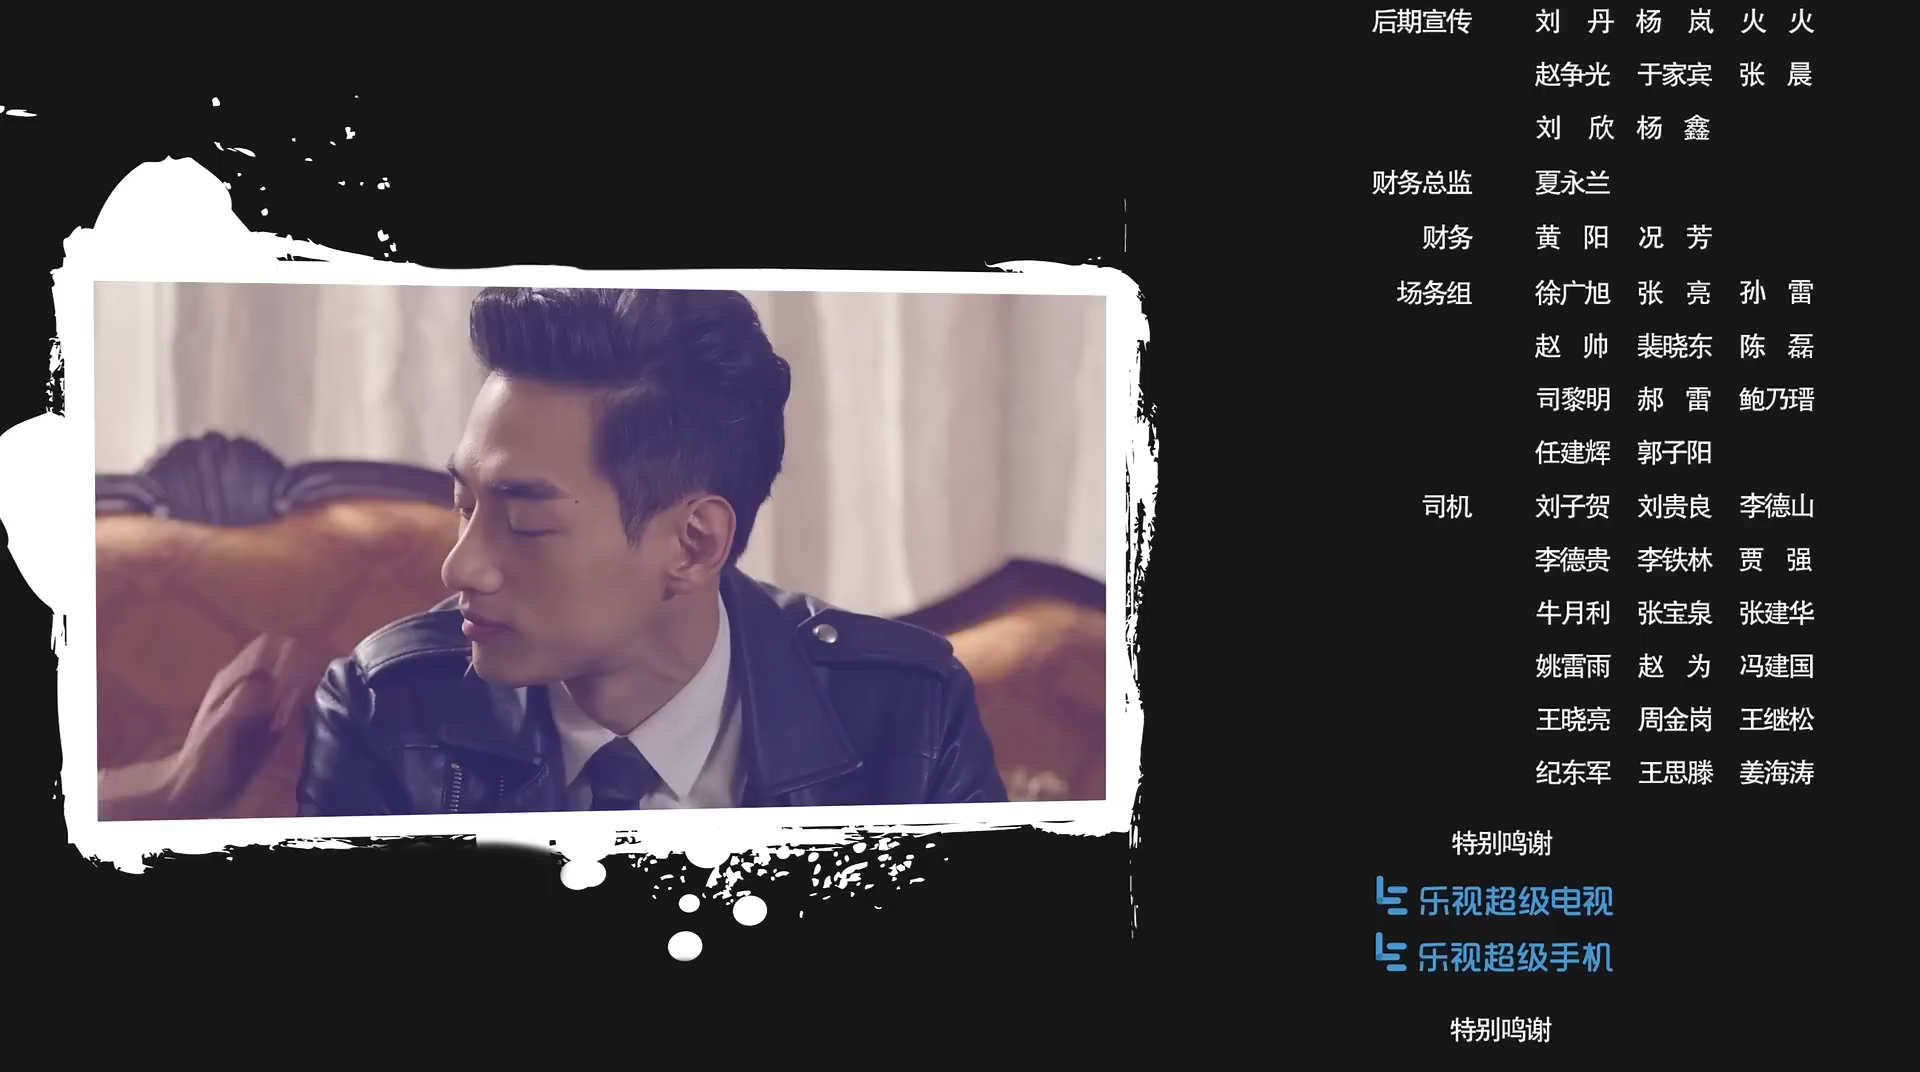 后期宣传 刘 丹 杨 岚 火 火
赵争光 于家宾 张 晨
刘 欣 杨 鑫
财务总监 夏永兰
财务 黄 阳 况 芳
场务组 徐广旭 张 亮 孙 雷
赵 帅 裴晓东 陈 磊
司黎明 郝 雷 鲍乃瑨
任建辉 郭子阳
司机 刘子贺 刘贵良 李德山
李德贵 李铁林 贾 强
牛月利 张宝泉 张建华
姚雷雨 赵 为 冯建国
王晓亮 周金岗 王继松
纪东军 王思滕 姜海涛
特别鸣谢
乐视超级电视
乐视超级手机
特别鸣谢